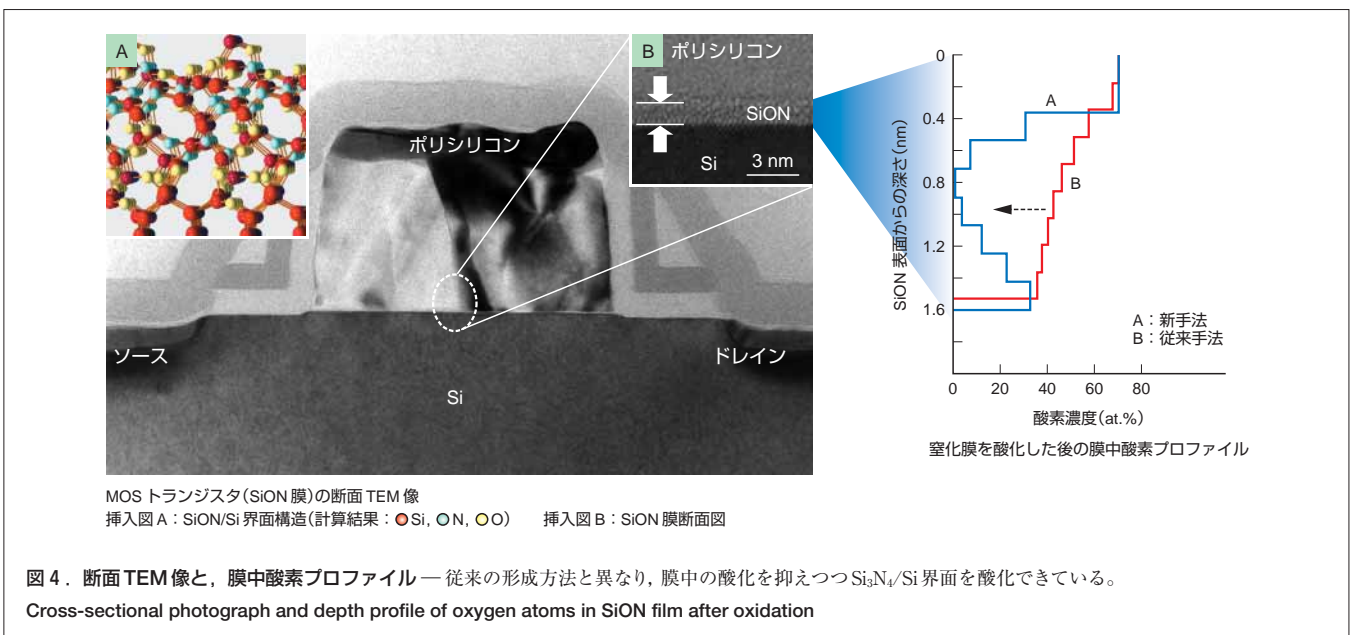 A
B
ポリシリコン
SiON
Si
3 nm
ポリシリコン
ソース
ドレイン
Si
0
0.4
0.8
1.2
1.6
SiON 表面からの深さ(nm)
A
B
A：新手法
B：従来手法
0 20 40 60 80
酸素濃度(at.%)
窒化膜を酸化した後の膜中酸素プロファイル
MOS トランジスタ(SiON 膜)の断面 TEM 像
挿入図 A：SiON/Si 界面構造(計算結果：●Si, ●N, ●O) 挿入図 B：SiON 膜断面図
図 4．断面 TEM 像と，膜中酸素プロファイル ― 従来の形成方法と異なり，膜中の酸化を抑えつつ Si₃N₄/Si 界面を酸化できている。
Cross-sectional photograph and depth profile of oxygen atoms in SiON film after oxidation